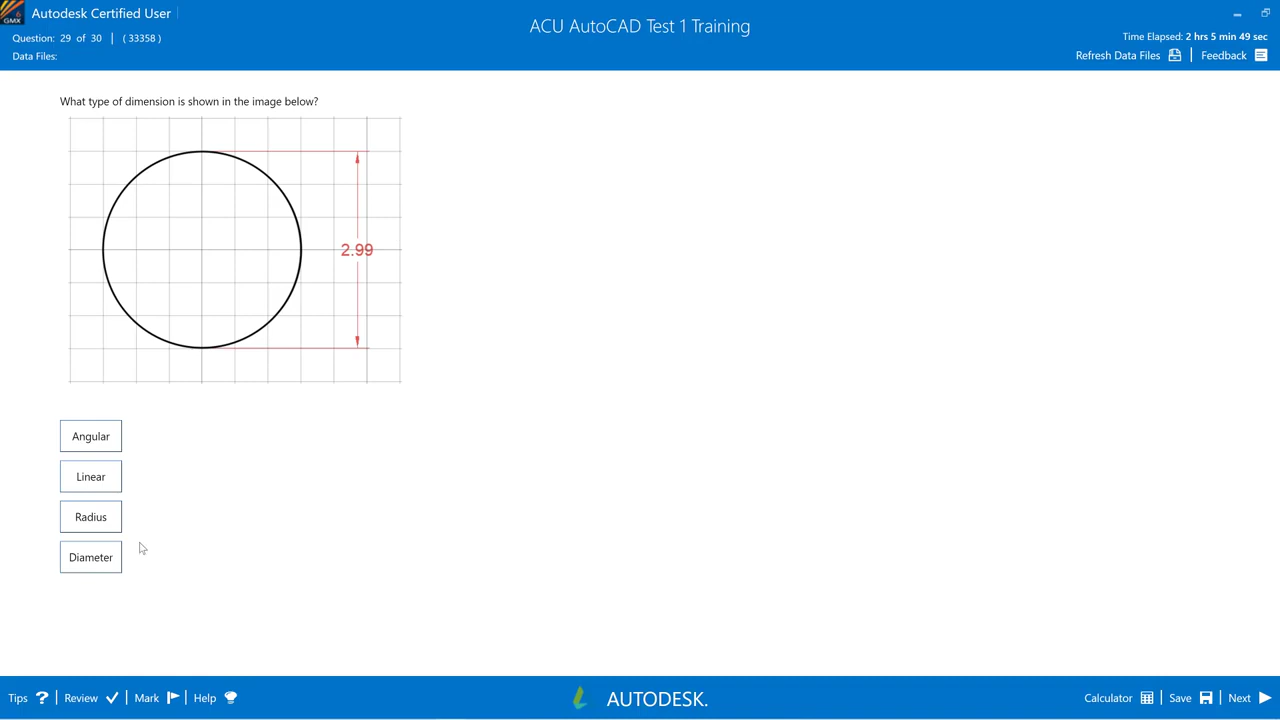 GMX 6
Autodesk Certified User
ACU AutoCAD Test 1 Training
Question: 29 of 30 | ( 33358 )
Time Elapsed: 2 hrs 5 min 49 sec
Data Files:
Refresh Data Files | Feedback
What type of dimension is shown in the image below?
2.99
Angular
Linear
Radius
Diameter
Tips ? | Review | Mark | Help
AUTODESK.
Calculator | Save | Next